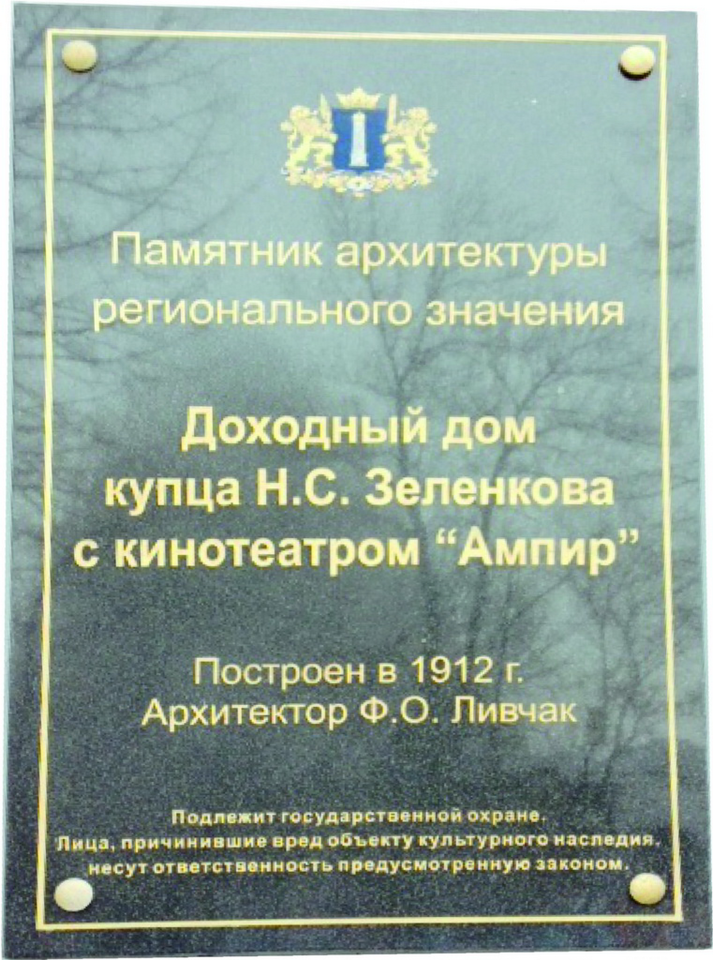 Памятник архитектуры
регионального значения
Доходный дом
купца Н.С. Зеленкова
с кинотеатром “Ампир”
Построен в 1912 г.
Архитектор Ф.О. Ливчак
Подлежит государственной охране.
Лица, причинившие вред объекту культурного наследия,
несут ответственность предусмотренную законом.